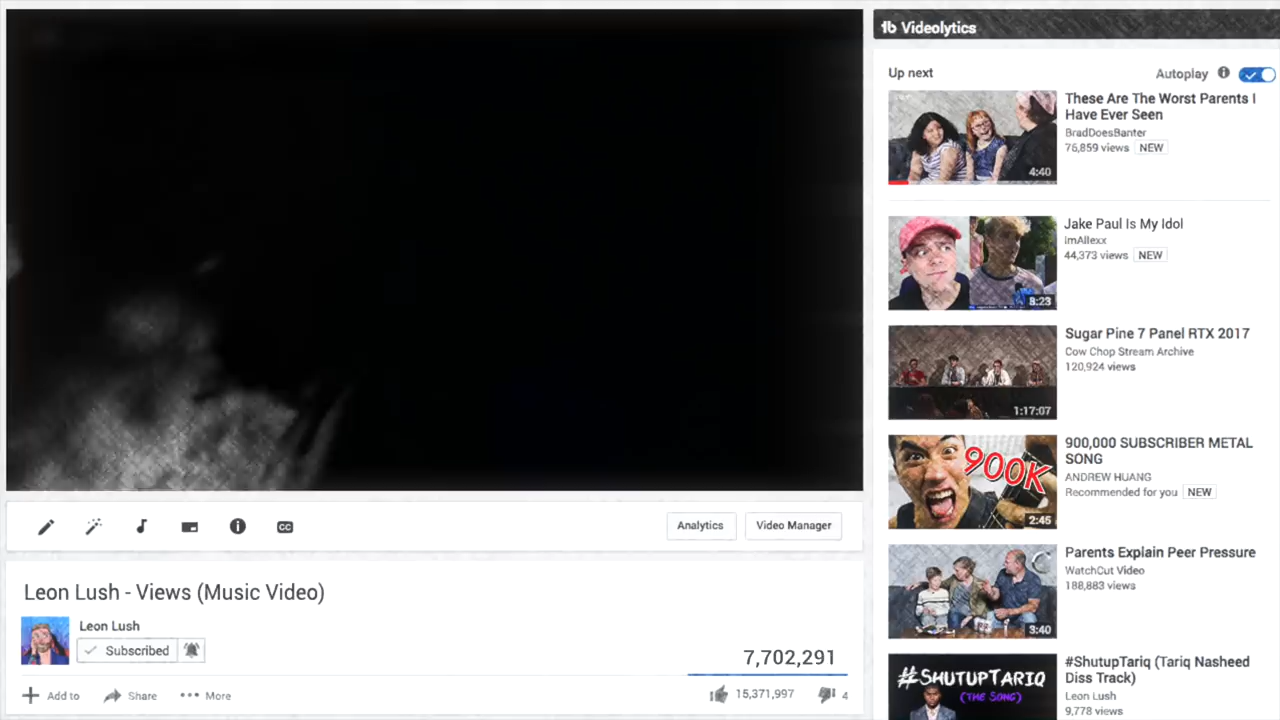 Videolytics
Up next
Autoplay
These Are The Worst Parents I
Have Ever Seen
BradDoesBanter
76,859 views NEW
4:40
Jake Paul Is My Idol
ImAllexx
44,373 views NEW
8:23
Sugar Pine 7 Panel RTX 2017
Cow Chop Stream Archive
120,924 views
1:17:07
900,000 SUBSCRIBER METAL
SONG
ANDREW HUANG
Recommended for you NEW
900K
2:45
Parents Explain Peer Pressure
WatchCut Video
188,883 views
3:40
#ShutupTariq (Tariq Nasheed
Diss Track)
Leon Lush
9,778 views
#SHUTUPTARIQ
(THE SONG)
CC
Analytics
Video Manager
Leon Lush - Views (Music Video)
Leon Lush
Subscribed
7,702,291
Add to
Share
More
15,371,997
4